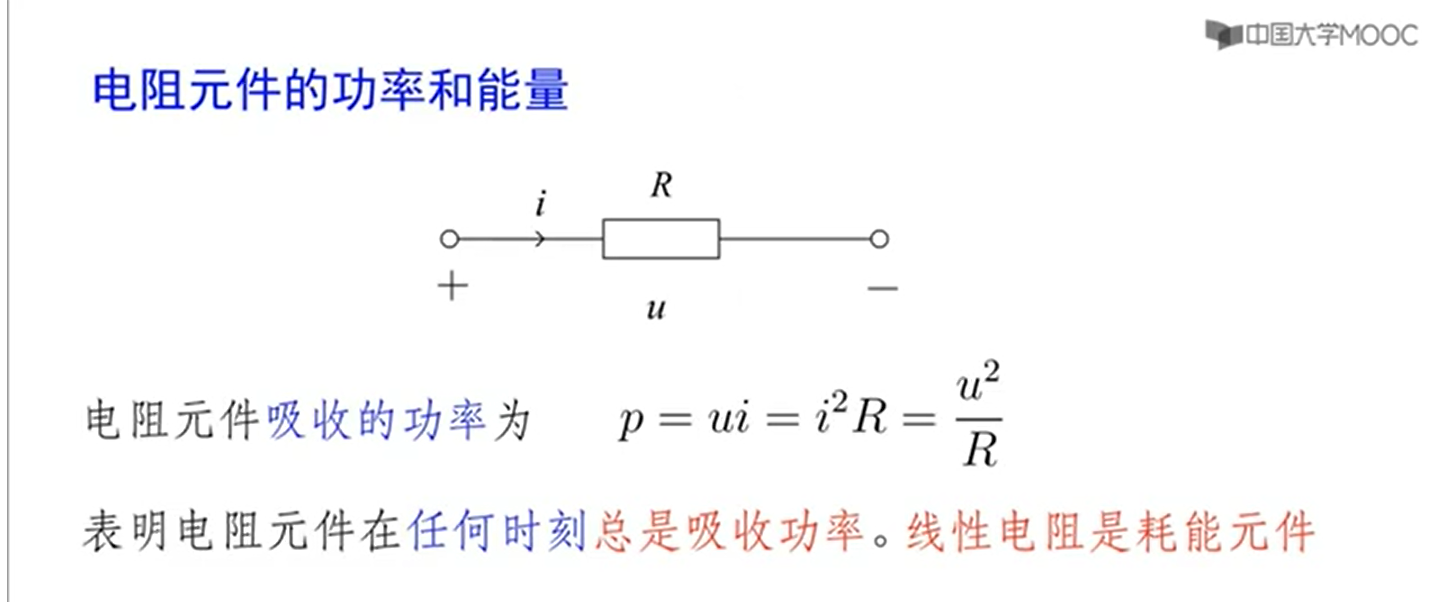 中国大学MOOC
电阻元件的功率和能量
R
i
+
u
−
电阻元件吸收的功率为 p = ui = i²R = u²/R
表明电阻元件在任何时刻总是吸收功率。线性电阻是耗能元件